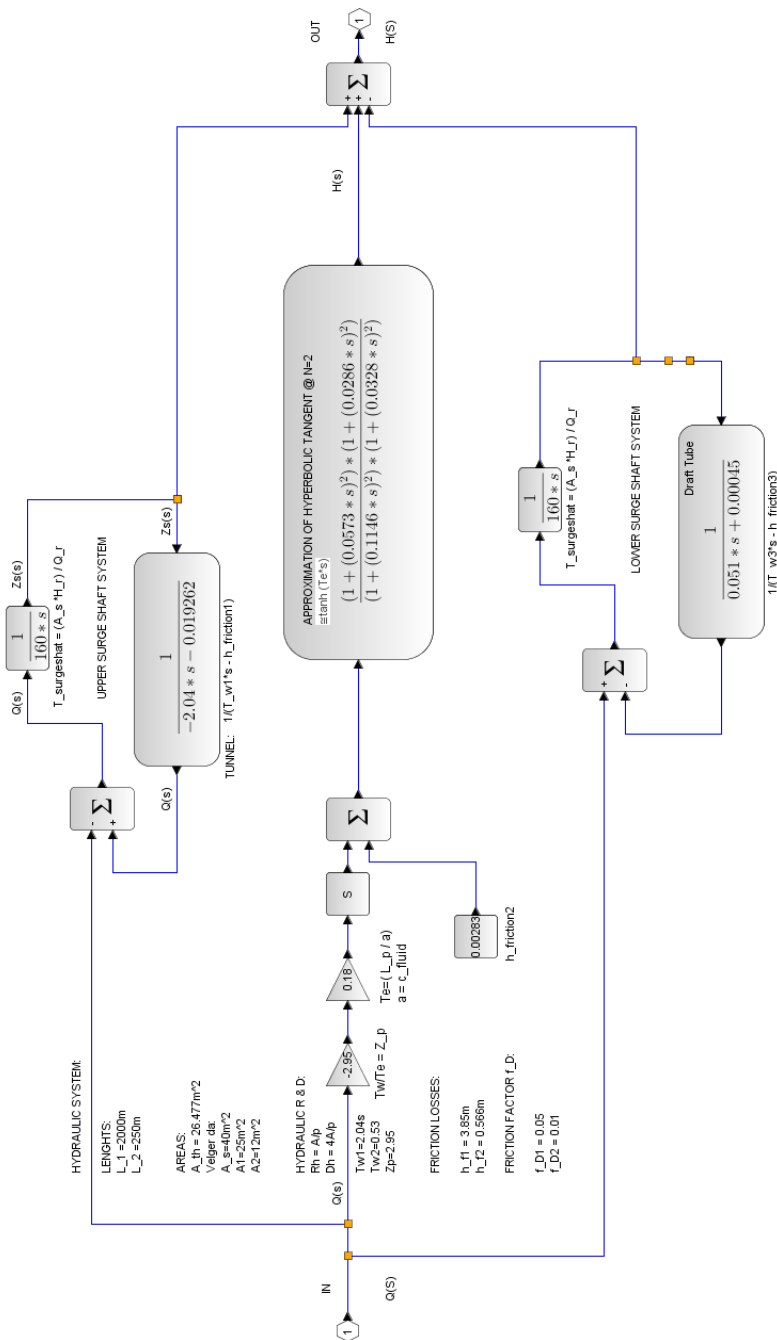 HYDRAULIC SYSTEM:
LENGHTS:
L_1 =2000m
L_2 =250m
AREAS:
A_th = 26.477m^2
Velger da:
A_s=40m^2
A1=25m^2
A2=12m^2
HYDRAULIC R & D:
Rh = A/p
Dh = 4A/p
Tw1=2.04s
Tw2=0.53
Zp=2.95
FRICTION LOSSES:
h_f1 = 3.85m
h_f2 = 0.566m
FRICTION FACTOR f_D:
f_D1 = 0.05
f_D2 = 0.01
IN
1
Q(S)
Q(s)
-
+
Σ
Q(s)
1
160 * s
T_surgeshat = (A_s *H_r) / Q_r
Zs(s)
UPPER SURGE SHAFT SYSTEM
Q(s)
1
-2.04 * s - 0.019262
Zs(s)
TUNNEL: 1/(T_w1*s - h_friction1)
-2.95
Tw/Te = Z_p
0.18
Te=( L_p / a)
a = c_fluid
S
Σ
0.00283
h_friction2
APPROXIMATION OF HYPERBOLIC TANGENT @ N=2
≅tanh (Te*s)
(1 + (0.0573 * s)^2) * (1 + (0.0286 * s)^2)
(1 + (0.1146 * s)^2) * (1 + (0.0328 * s)^2)
H(s)
+
-
Σ
1
160 * s
T_surgeshat = (A_s *H_r) / Q_r
LOWER SURGE SHAFT SYSTEM
Draft Tube
1
0.051 * s + 0.00045
1/(T_w3*s - h_friction3)
+
+
-
Σ
OUT
1
H(S)